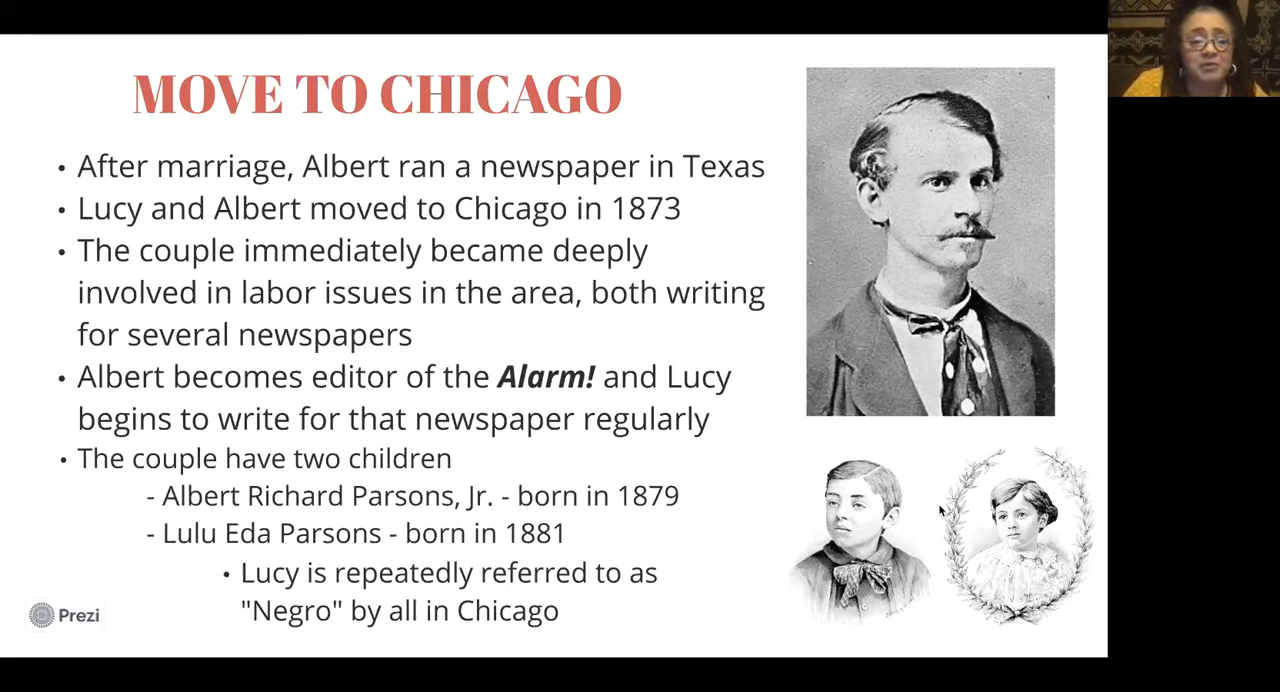 MOVE TO CHICAGO
• After marriage, Albert ran a newspaper in Texas
• Lucy and Albert moved to Chicago in 1873
• The couple immediately became deeply
involved in labor issues in the area, both writing
for several newspapers
• Albert becomes editor of the Alarm! and Lucy
begins to write for that newspaper regularly
• The couple have two children
- Albert Richard Parsons, Jr. - born in 1879
- Lulu Eda Parsons - born in 1881
• Lucy is repeatedly referred to as
"Negro" by all in Chicago
Prezi